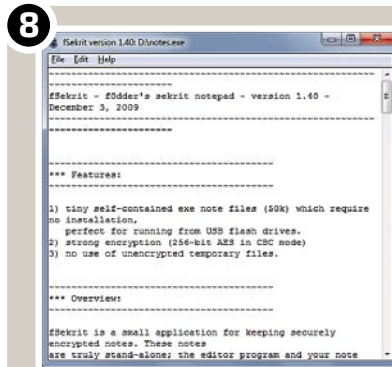 8
fSekrit version 1.40: D:\notes.exe
File Edit Help
~~~~~~~~~~~~~~~~~~~~~~~~~~~~~~~~~~~~~~~~~~~~~~~~~~~~~~~~~
~~~~~~~~~~~~~~~~~~~~~
fSekrit - f0dder's sekrit notepad - version 1.40 -
December 3, 2009
~~~~~~~~~~~~~~~~~~~~~~~~~~~~~~~~~~~~~~~~~~~~~~~~~~~~~~~~~
~~~~~~~~~~~~~~~~~~~~~
~~~~~~~~~~~~~~~~~~~~~~~~~~~~~~~~~~~~~~
*** Features:
~~~~~~~~~~~~~~~~~~~~~~~~~~~~~~~~~~~~~~
1) tiny self-contained exe note files (50k) which require
no installation,
perfect for running from USB flash drives.
2) strong encryption (256-bit AES in CBC mode)
3) no use of unencrypted temporary files.
~~~~~~~~~~~~~~~~~~~~~~~~~~~~~~~~~~~~~~
*** Overview:
~~~~~~~~~~~~~~~~~~~~~~~~~~~~~~~~~~~~~~
fSekrit is a small application for keeping securely
encrypted notes. These notes
are truly stand-alone; the editor program and your note